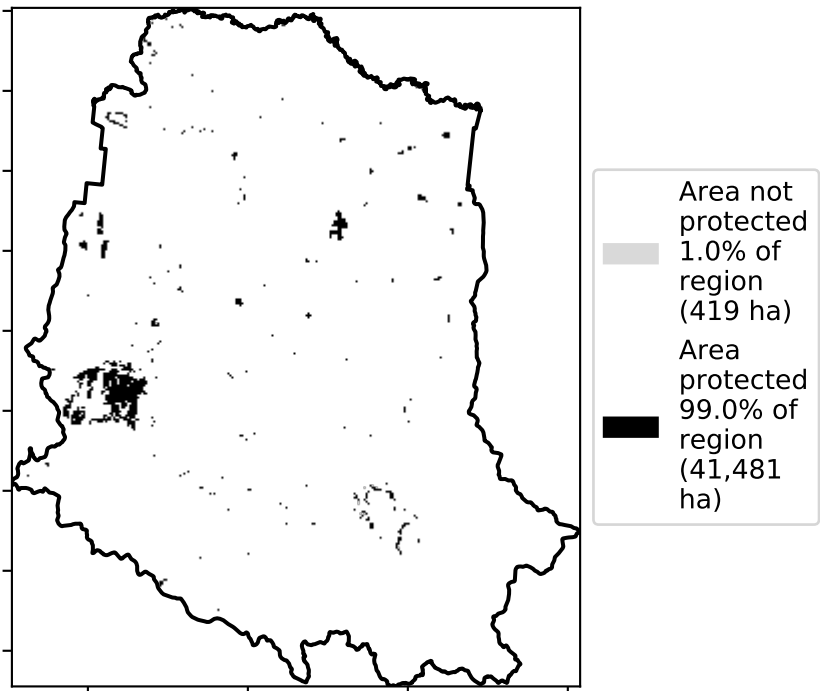 Area not
protected
1.0% of
region
(419 ha)
Area
protected
99.0% of
region
(41,481
ha)